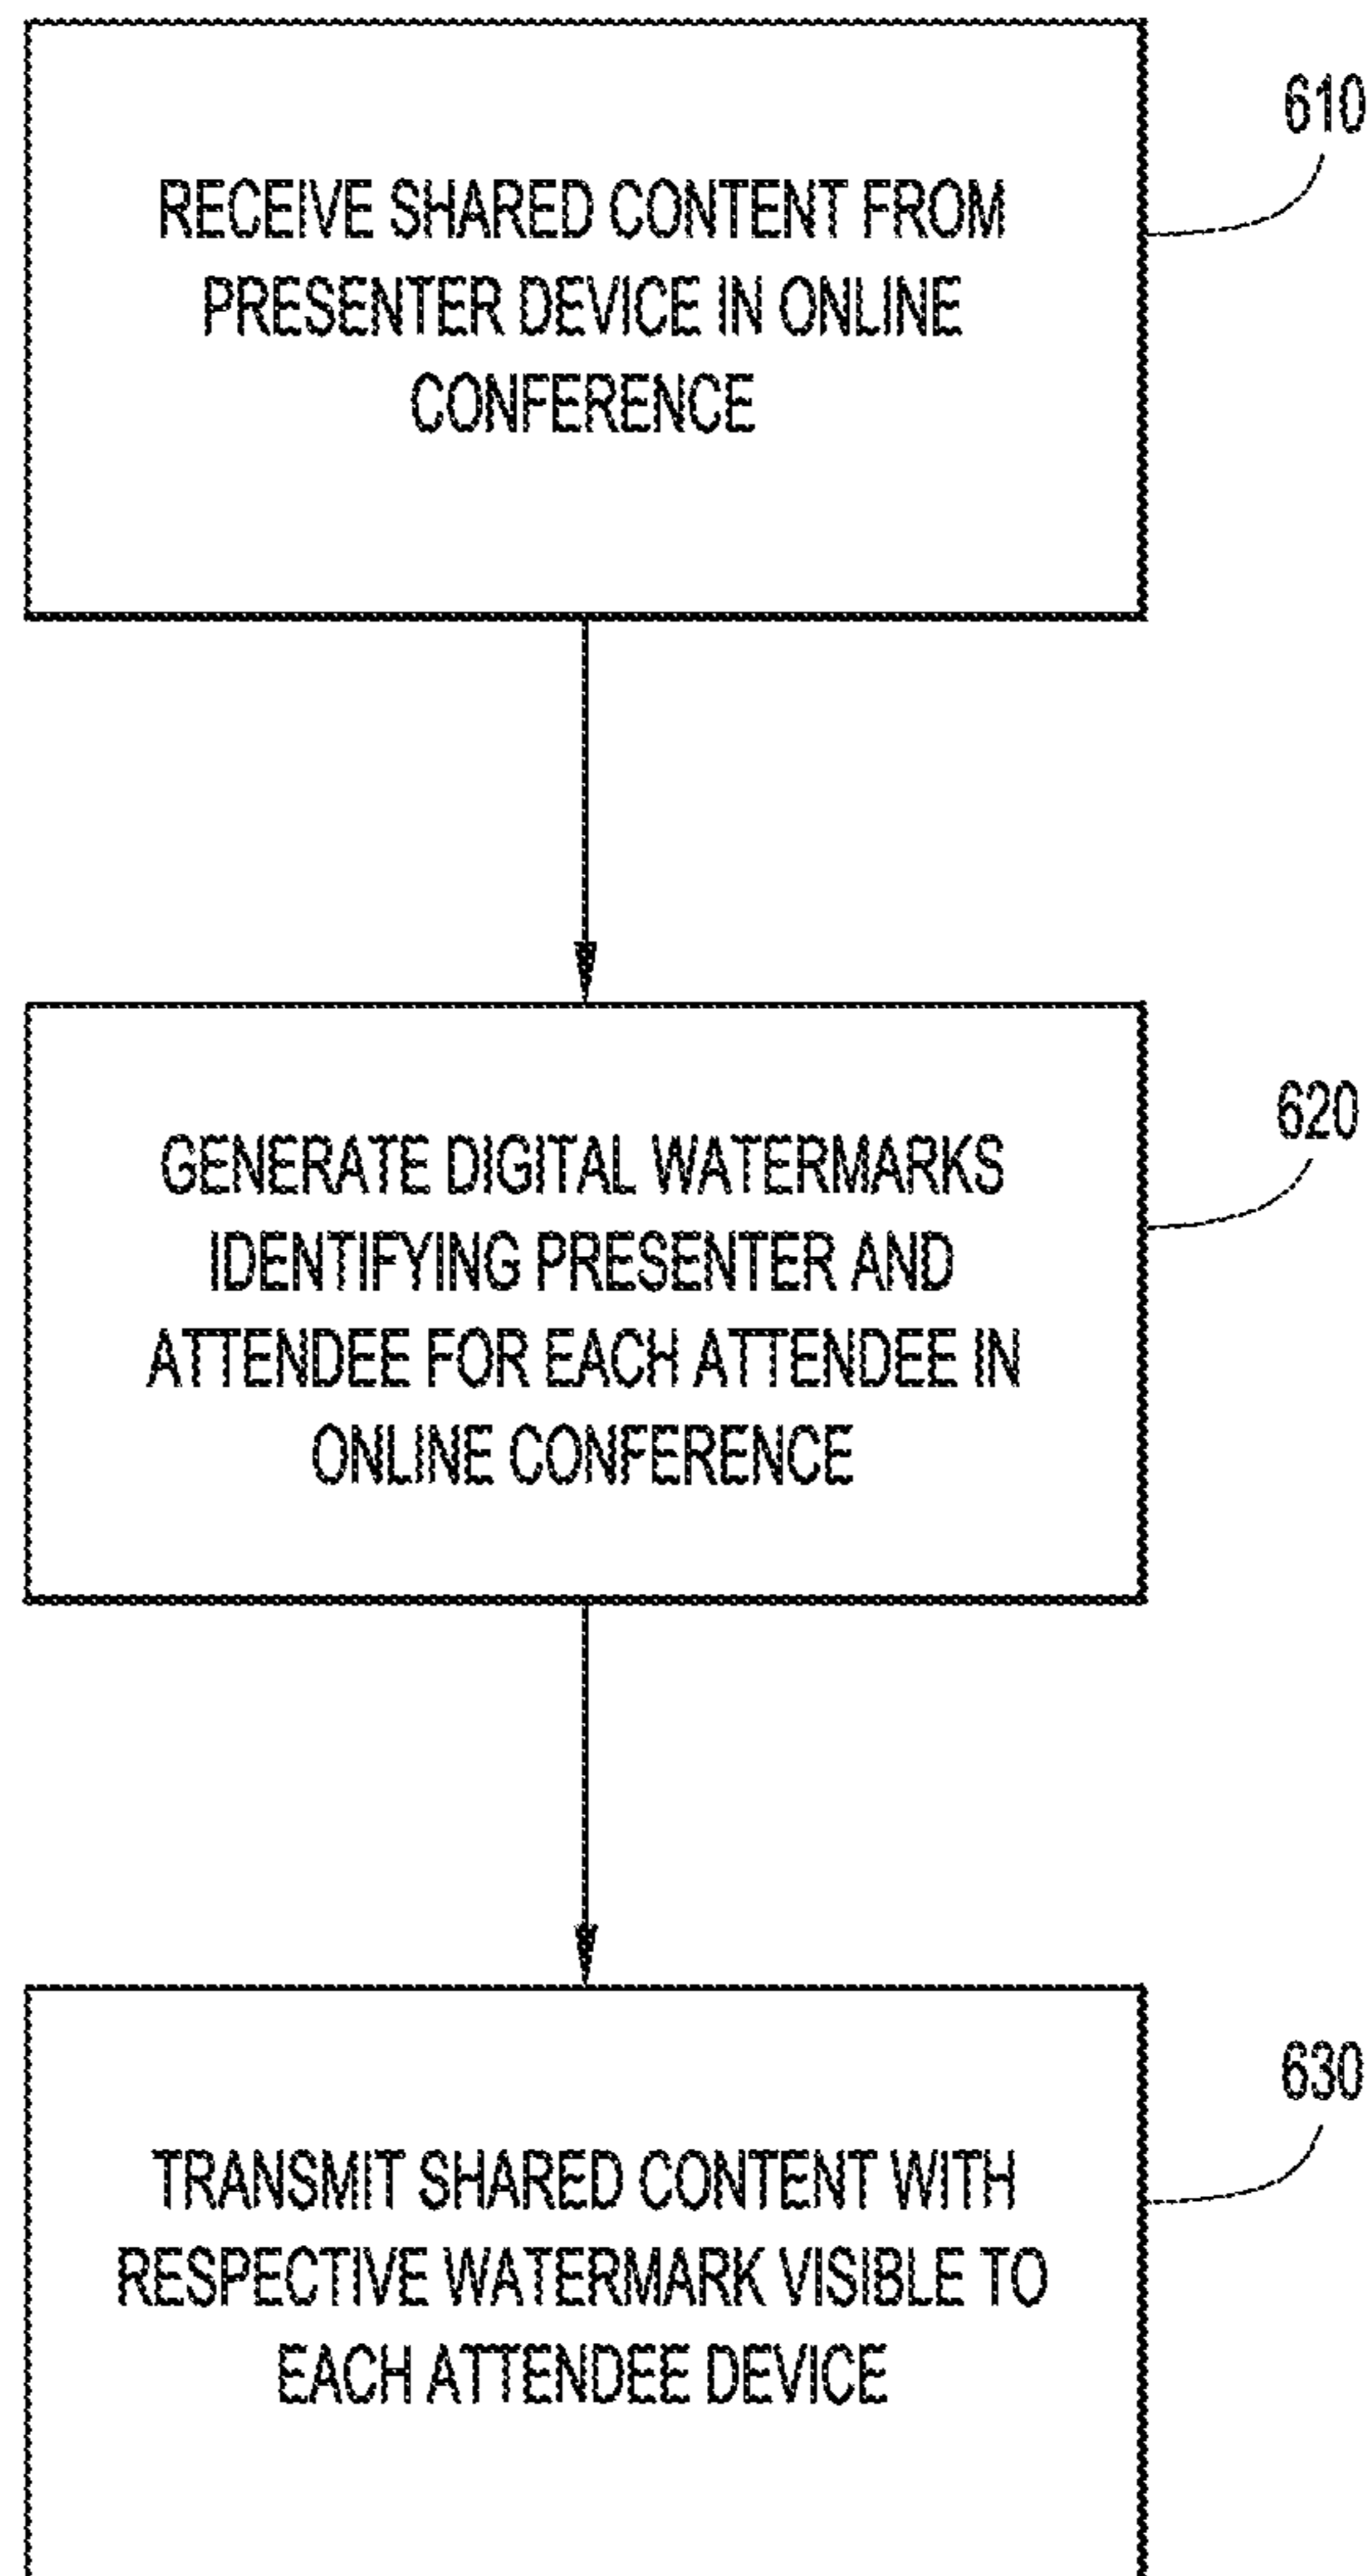 610
RECEIVE SHARED CONTENT FROM
PRESENTER DEVICE IN ONLINE
CONFERENCE
620
GENERATE DIGITAL WATERMARKS
IDENTIFYING PRESENTER AND
ATTENDEE FOR EACH ATTENDEE IN
ONLINE CONFERENCE
630
TRANSMIT SHARED CONTENT WITH
RESPECTIVE WATERMARK VISIBLE TO
EACH ATTENDEE DEVICE